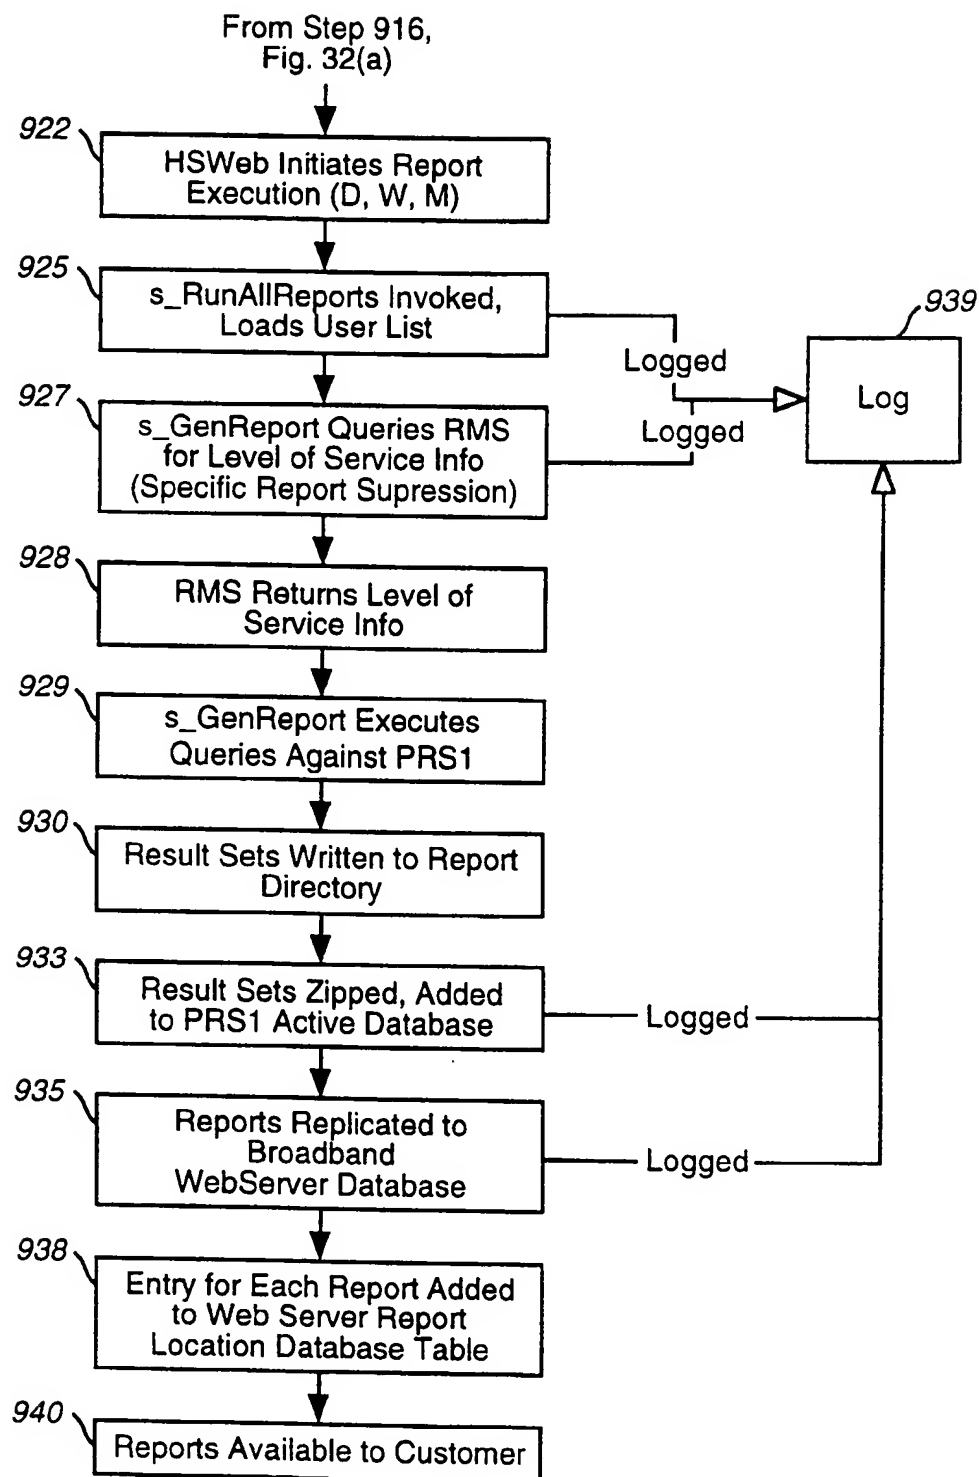 From Step 916,
Fig. 32(a)
922
HSWeb Initiates Report
Execution (D, W, M)
925
s_RunAllReports Invoked,
Loads User List
Logged
939
Log
927
s_GenReport Queries RMS
for Level of Service Info
(Specific Report Supression)
Logged
928
RMS Returns Level of
Service Info
929
s_GenReport Executes
Queries Against PRS1
930
Result Sets Written to Report
Directory
933
Result Sets Zipped, Added
to PRS1 Active Database
Logged
935
Reports Replicated to
Broadband
WebServer Database
Logged
938
Entry for Each Report Added
to Web Server Report
Location Database Table
940
Reports Available to Customer